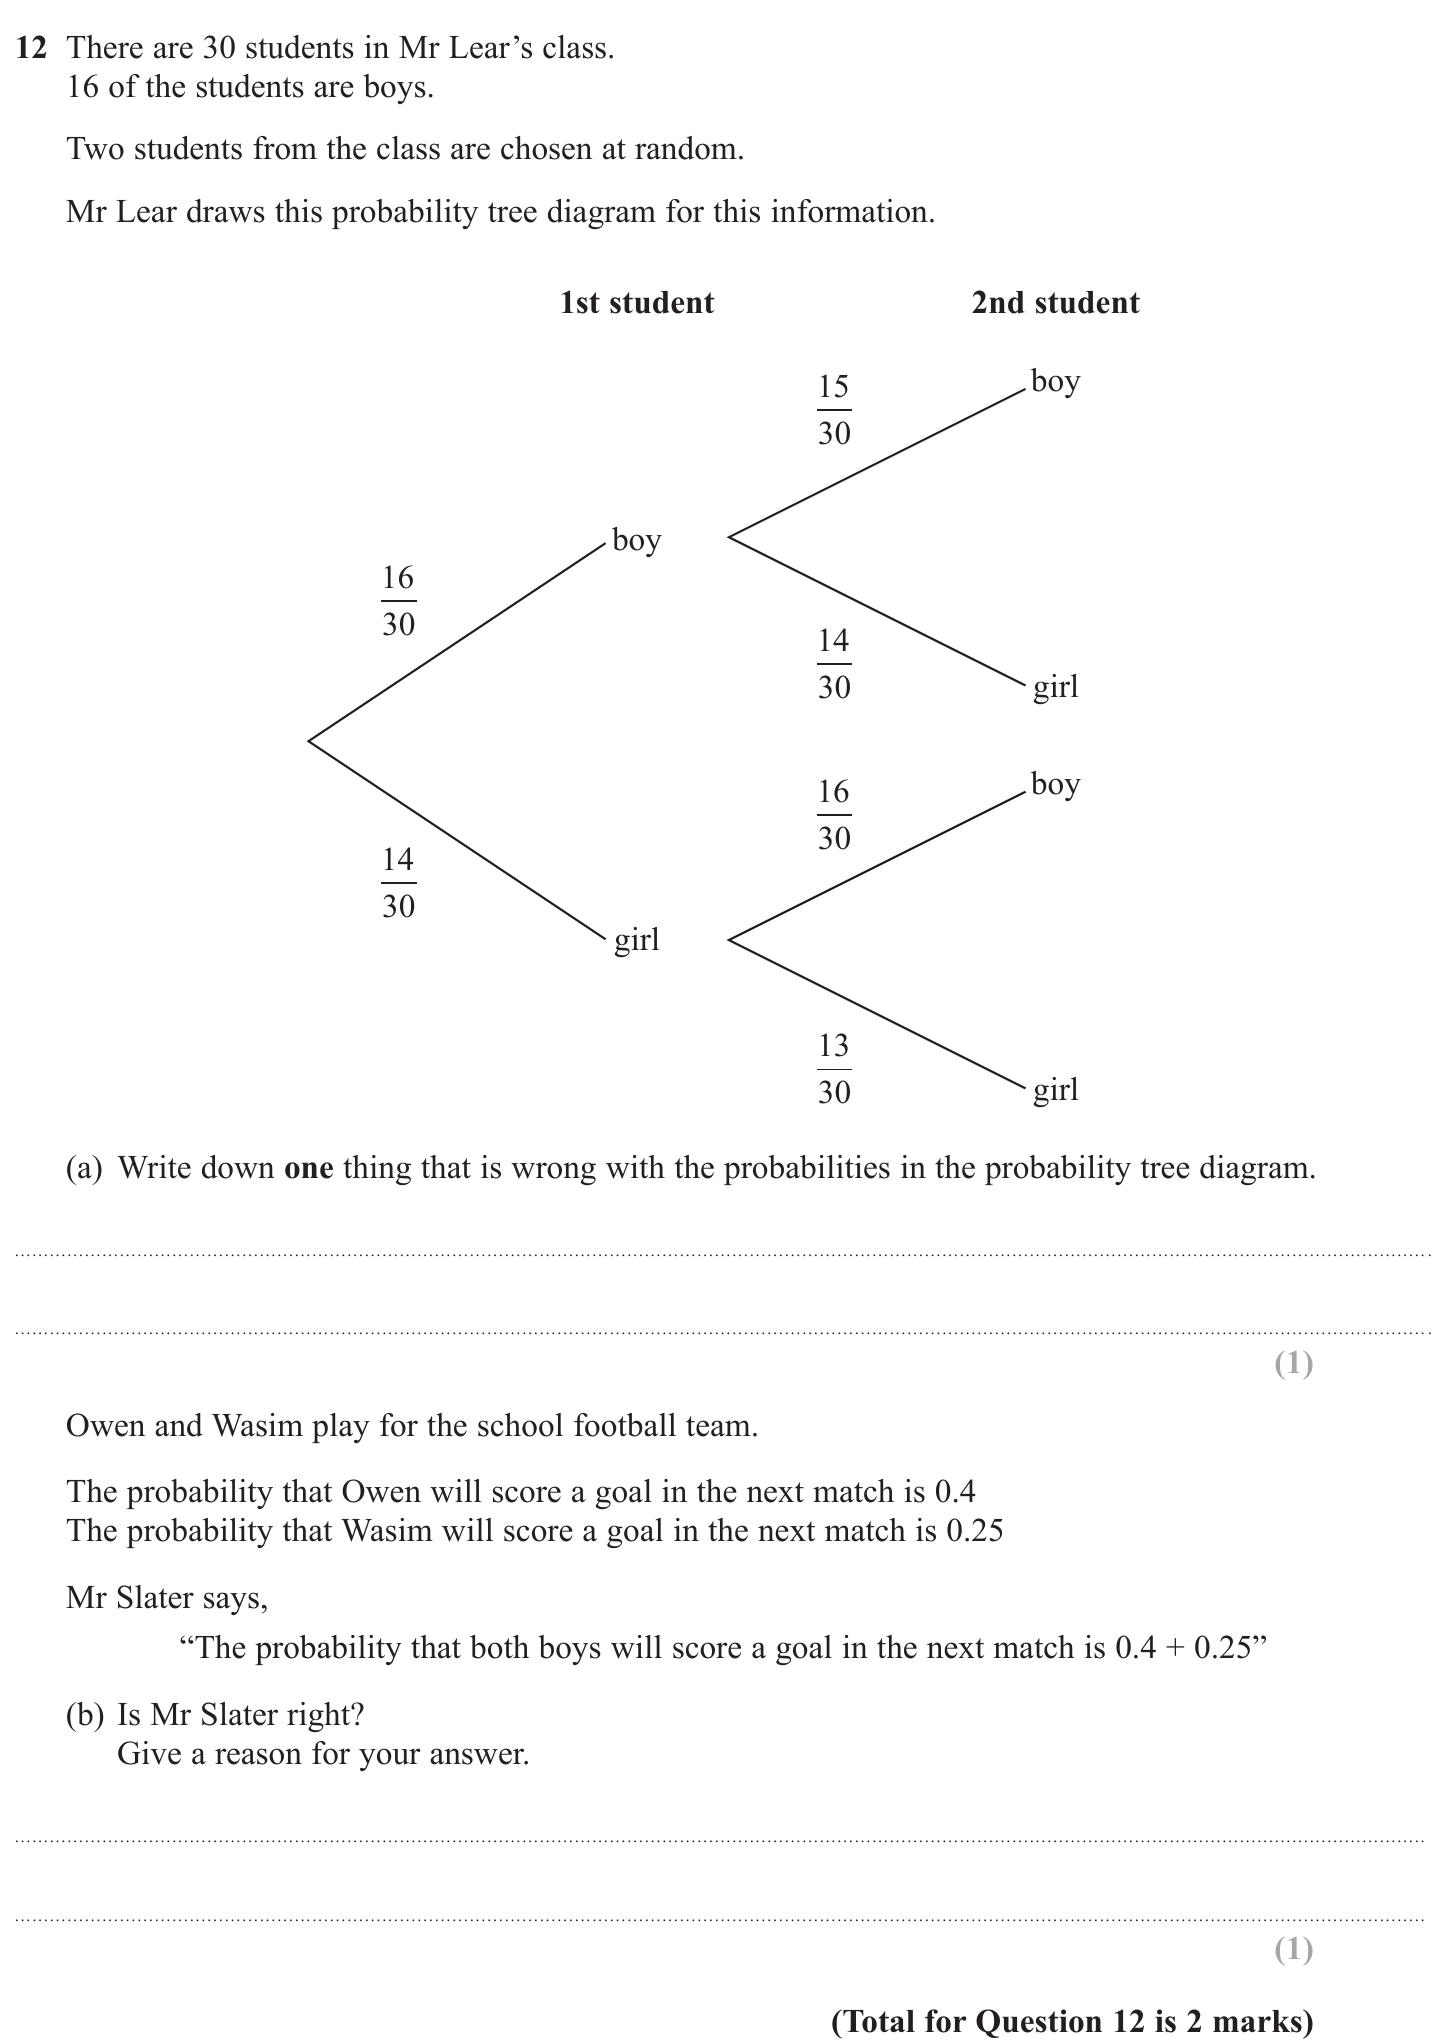 12 There are 30 students in Mr Lear’s class.
16 of the students are boys.
Two students from the class are chosen at random.
Mr Lear draws this probability tree diagram for this information.
1st student 2nd student
15
30
boy
boy
16
30
14
30
girl
16
30
boy
14
30
girl
13
30
girl
(a) Write down one thing that is wrong with the probabilities in the probability tree diagram.
(1)
Owen and Wasim play for the school football team.
The probability that Owen will score a goal in the next match is 0.4
The probability that Wasim will score a goal in the next match is 0.25
Mr Slater says,
“The probability that both boys will score a goal in the next match is 0.4 + 0.25”
(b) Is Mr Slater right?
Give a reason for your answer.
(1)
(Total for Question 12 is 2 marks)